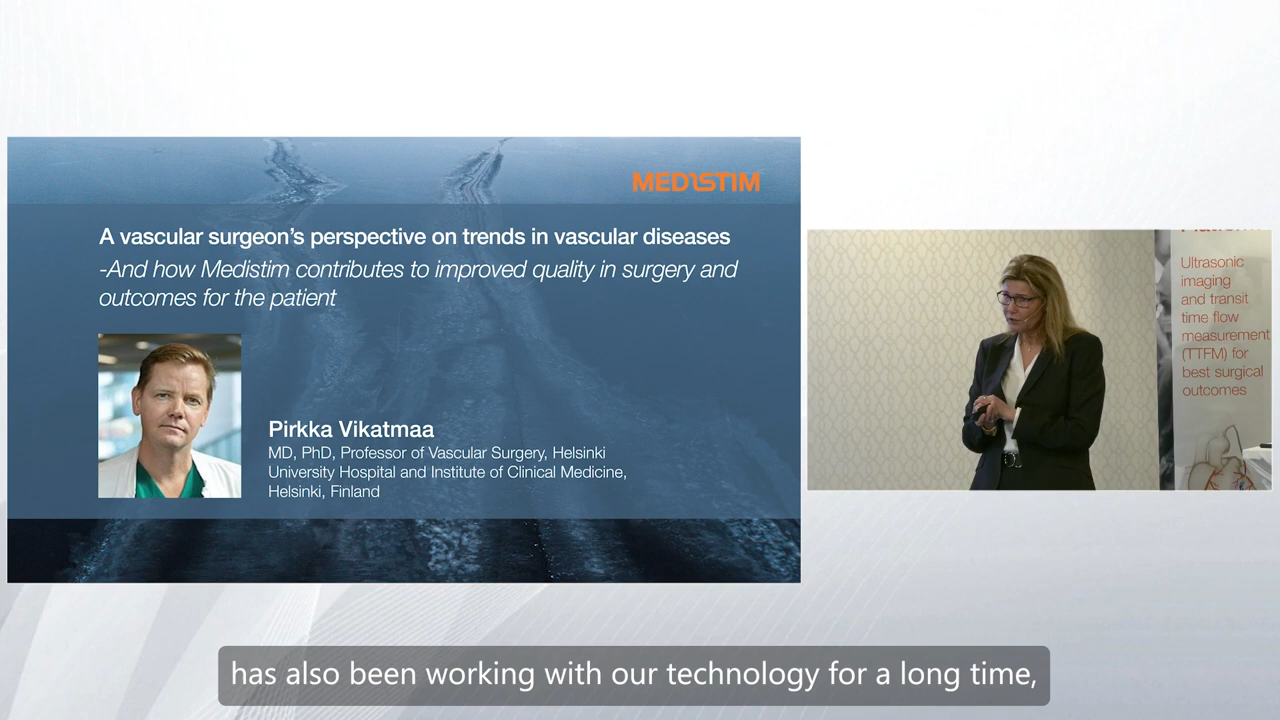 MEDISTIM
A vascular surgeon's perspective on trends in vascular diseases
-And how Medistim contributes to improved quality in surgery and
outcomes for the patient
Pirkka Vikatmaa
MD, PhD, Professor of Vascular Surgery, Helsinki
University Hospital and Institute of Clinical Medicine,
Helsinki, Finland
Ultrasonic
imaging
and transit
time flow
measurement
(TTFM) for
best surgical
outcomes
has also been working with our technology for a long time,